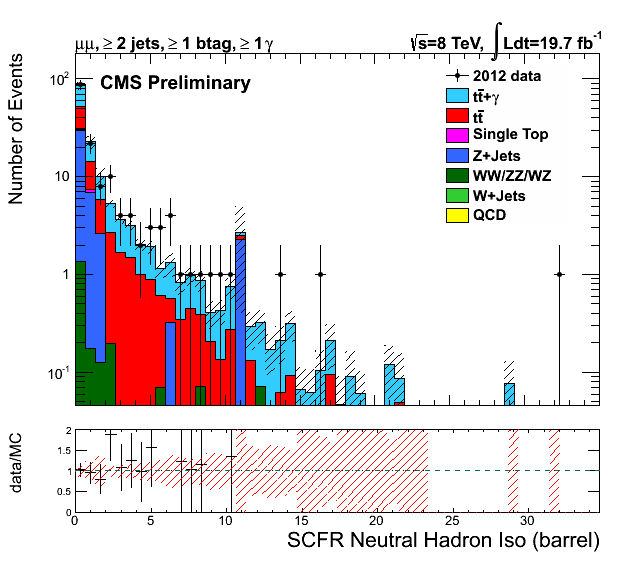 μμ, ≥ 2 jets, ≥ 1 btag, ≥ 1γ
√s=8 TeV, ∫ Ldt=19.7 fb⁻¹
CMS Preliminary
2012 data
tt̄+γ
tt̄
Single Top
Z+Jets
WW/ZZ/WZ
W+Jets
QCD
Number of Events
10²
10
1
10⁻¹
data/MC
2
1.5
1
0.5
0
0 5 10 15 20 25 30
SCFR Neutral Hadron Iso (barrel)